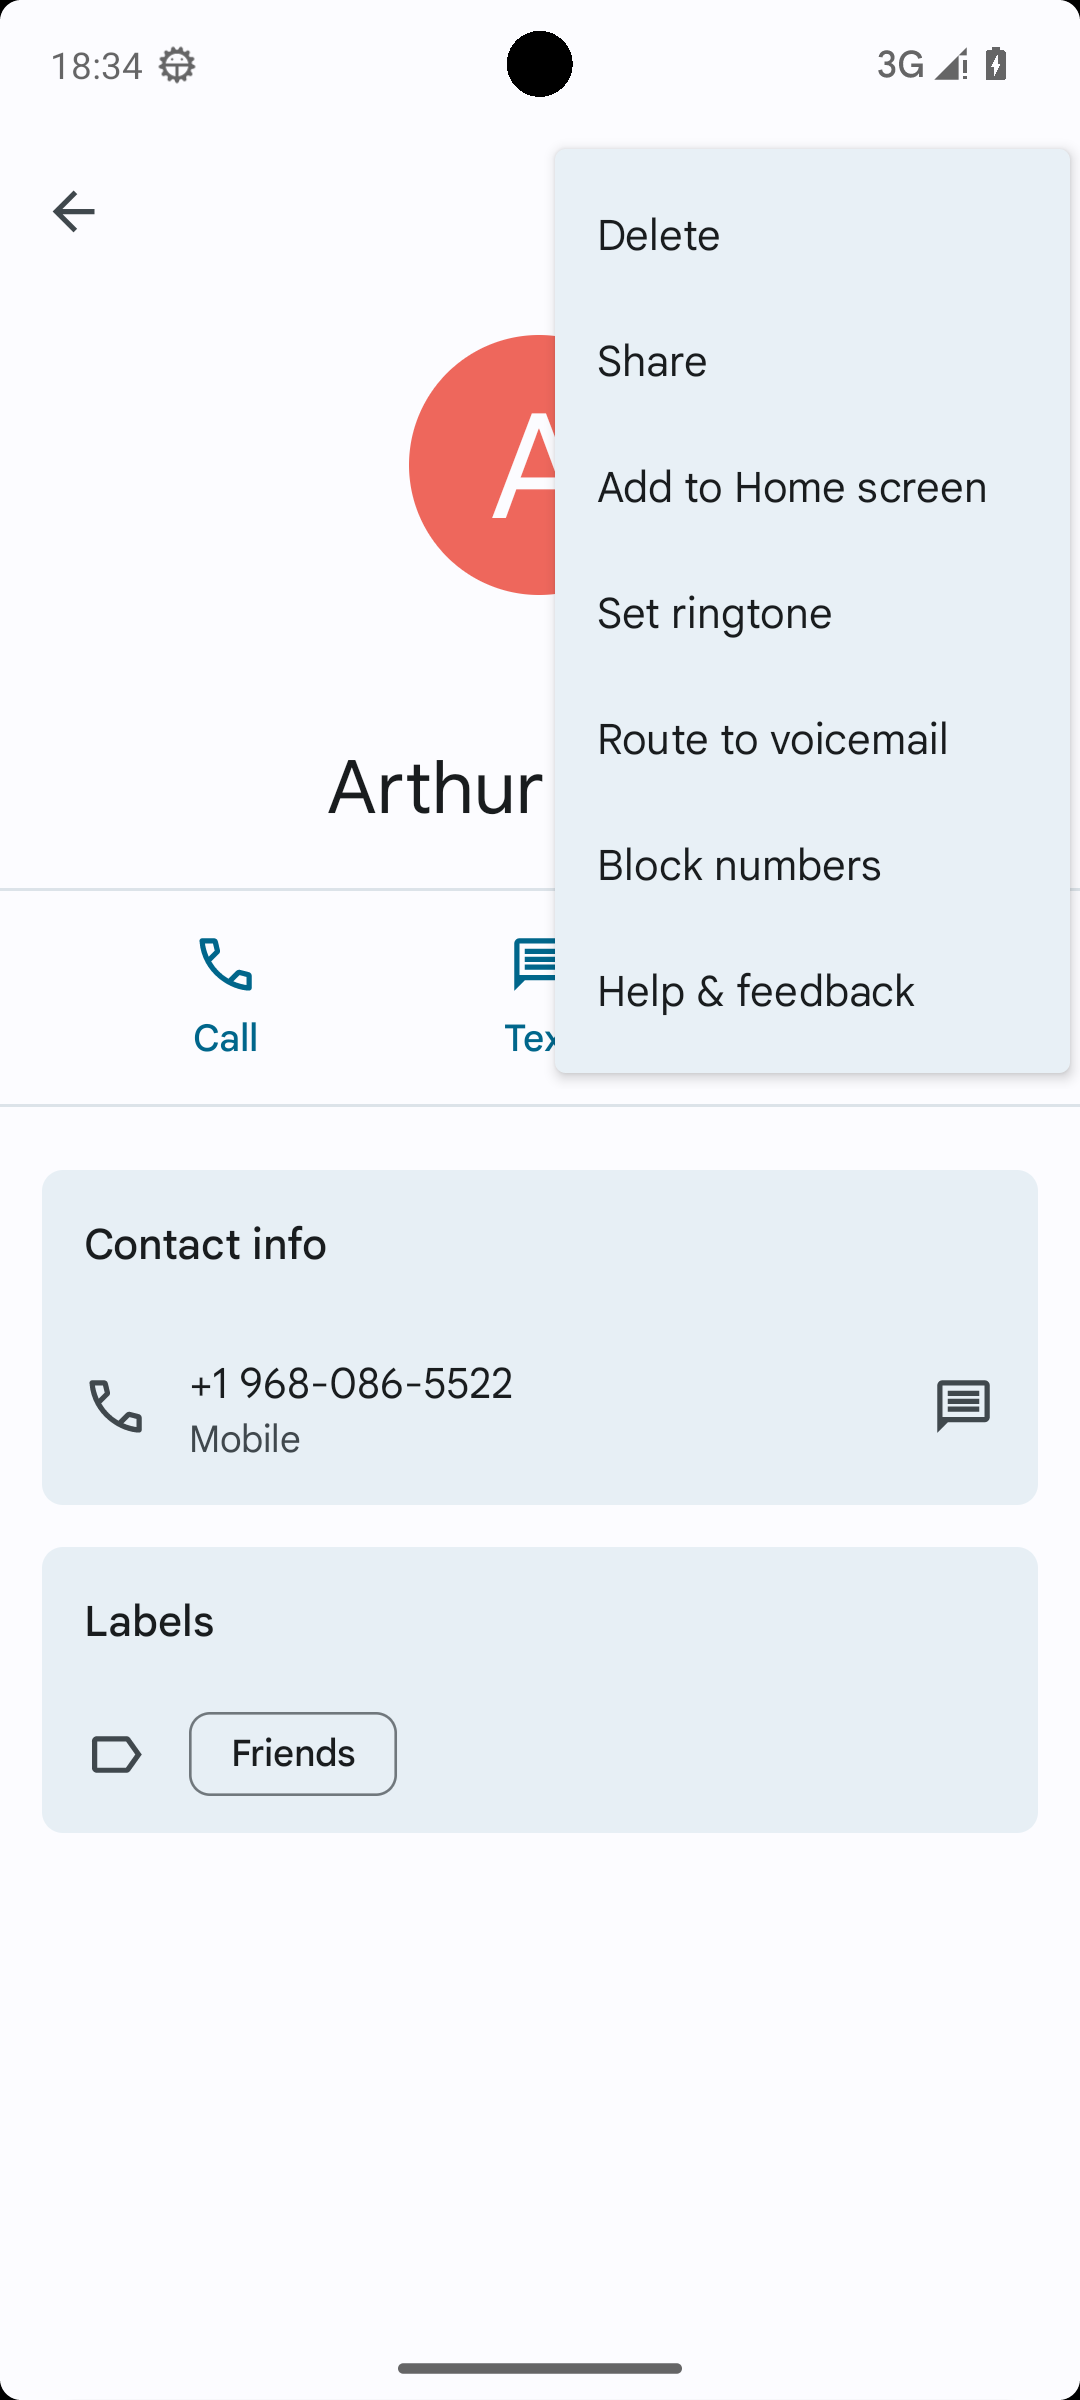 18:34
3G
Delete
Share
Add to Home screen
Set ringtone
Route to voicemail
Block numbers
Help & feedback
A
Arthur
Call
Tex
Contact info
+1 968-086-5522
Mobile
Labels
Friends